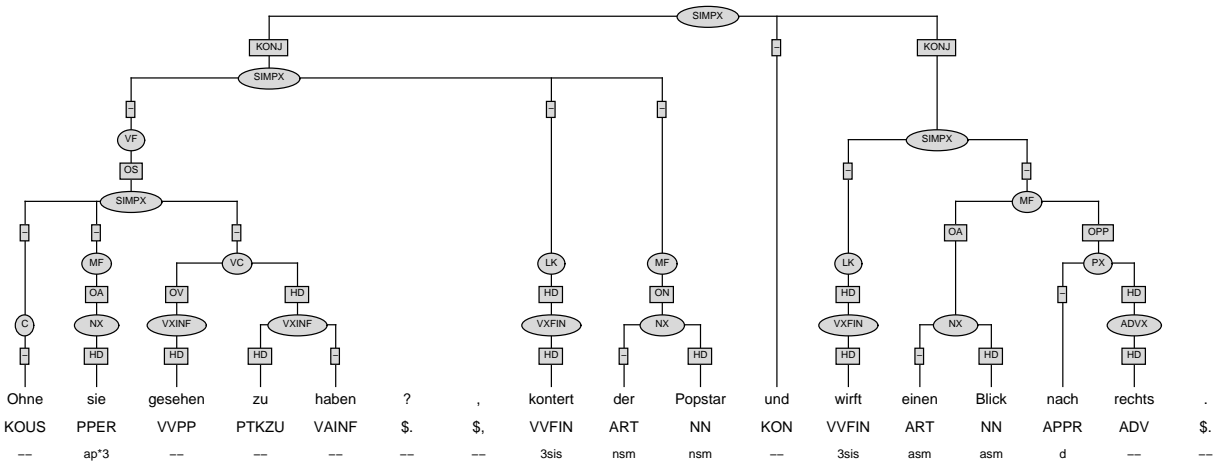 SIMPX
KONJ – KONJ
SIMPX
– – –
VF SIMPX
OS – –
SIMPX MF
– – – OA OPP
MF VC LK MF LK PX
OA OV HD HD ON HD – HD
C NX VXINF VXINF VXFIN NX VXFIN NX ADVX
– HD HD HD – HD – HD HD – HD HD
Ohne sie gesehen zu haben ? , kontert der Popstar und wirft einen Blick nach rechts .
KOUS PPER VVPP PTKZU VAINF $. $, VVFIN ART NN KON VVFIN ART NN APPR ADV $.
–– ap*3 –– –– –– –– –– 3sis nsm nsm –– 3sis asm asm d –– ––